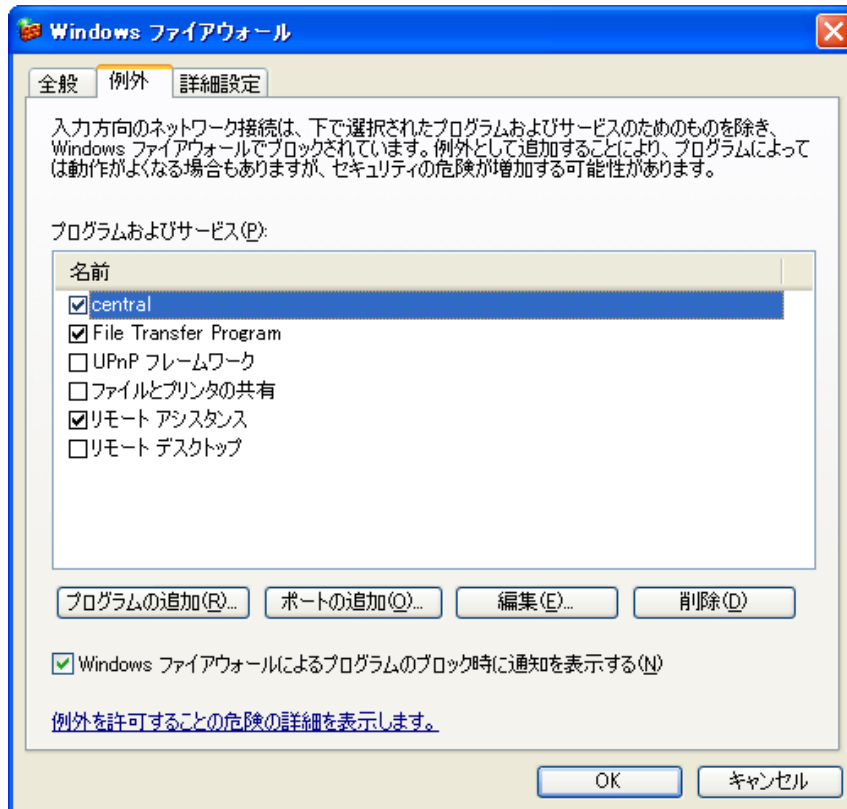 Windows ファイアウォール
全般 例外 詳細設定
入力方向のネットワーク接続は、下で選択されたプログラムおよびサービスのためのものを除き、
Windows ファイアウォールでブロックされています。例外として追加することにより、プログラムによって
は動作がよくなる場合もありますが、セキュリティの危険が増加する可能性があります。
プログラムおよびサービス(P):
名前
central
File Transfer Program
UPnP フレームワーク
ファイルとプリンタの共有
リモート アシスタンス
リモート デスクトップ
プログラムの追加(R)... ポートの追加(O)... 編集(E)... 削除(D)
Windows ファイアウォールによるプログラムのブロック時に通知を表示する(N)
例外を許可することの危険の詳細を表示します。
OK キャンセル